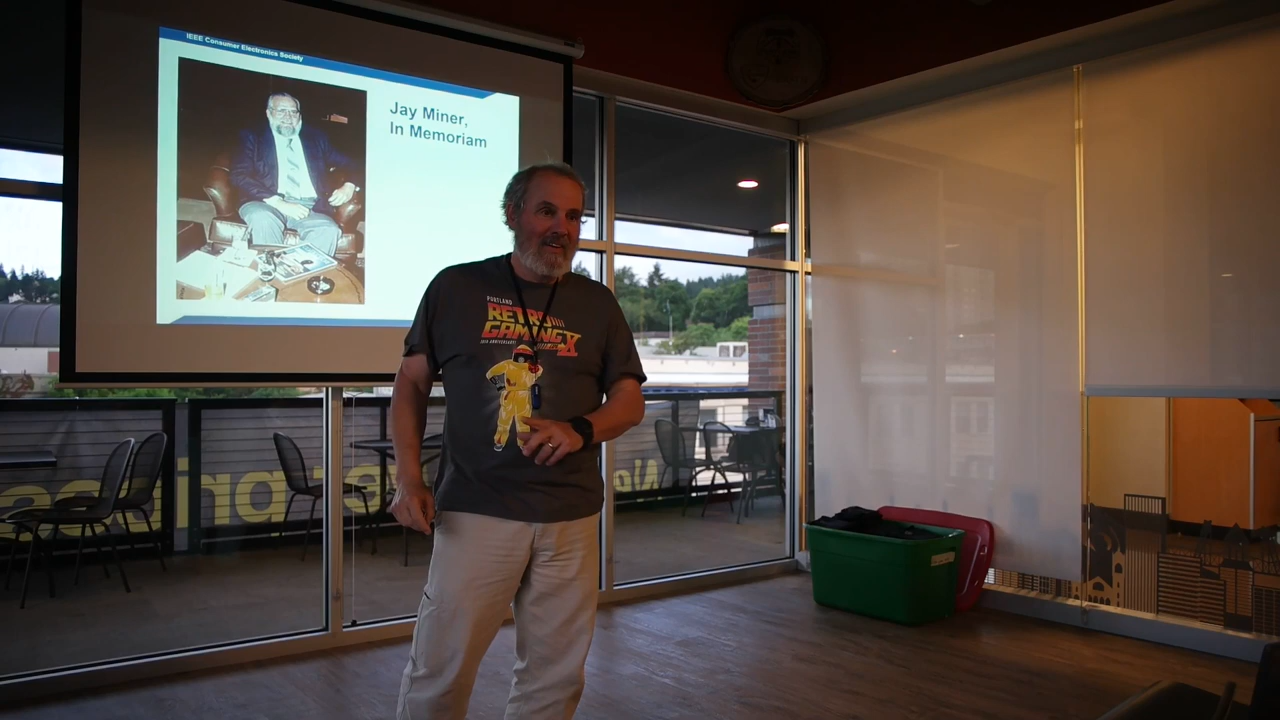 IEEE Consumer Electronics Society
Jay Miner,
In Memoriam
PORTLAND
RETRO
GAMING
X